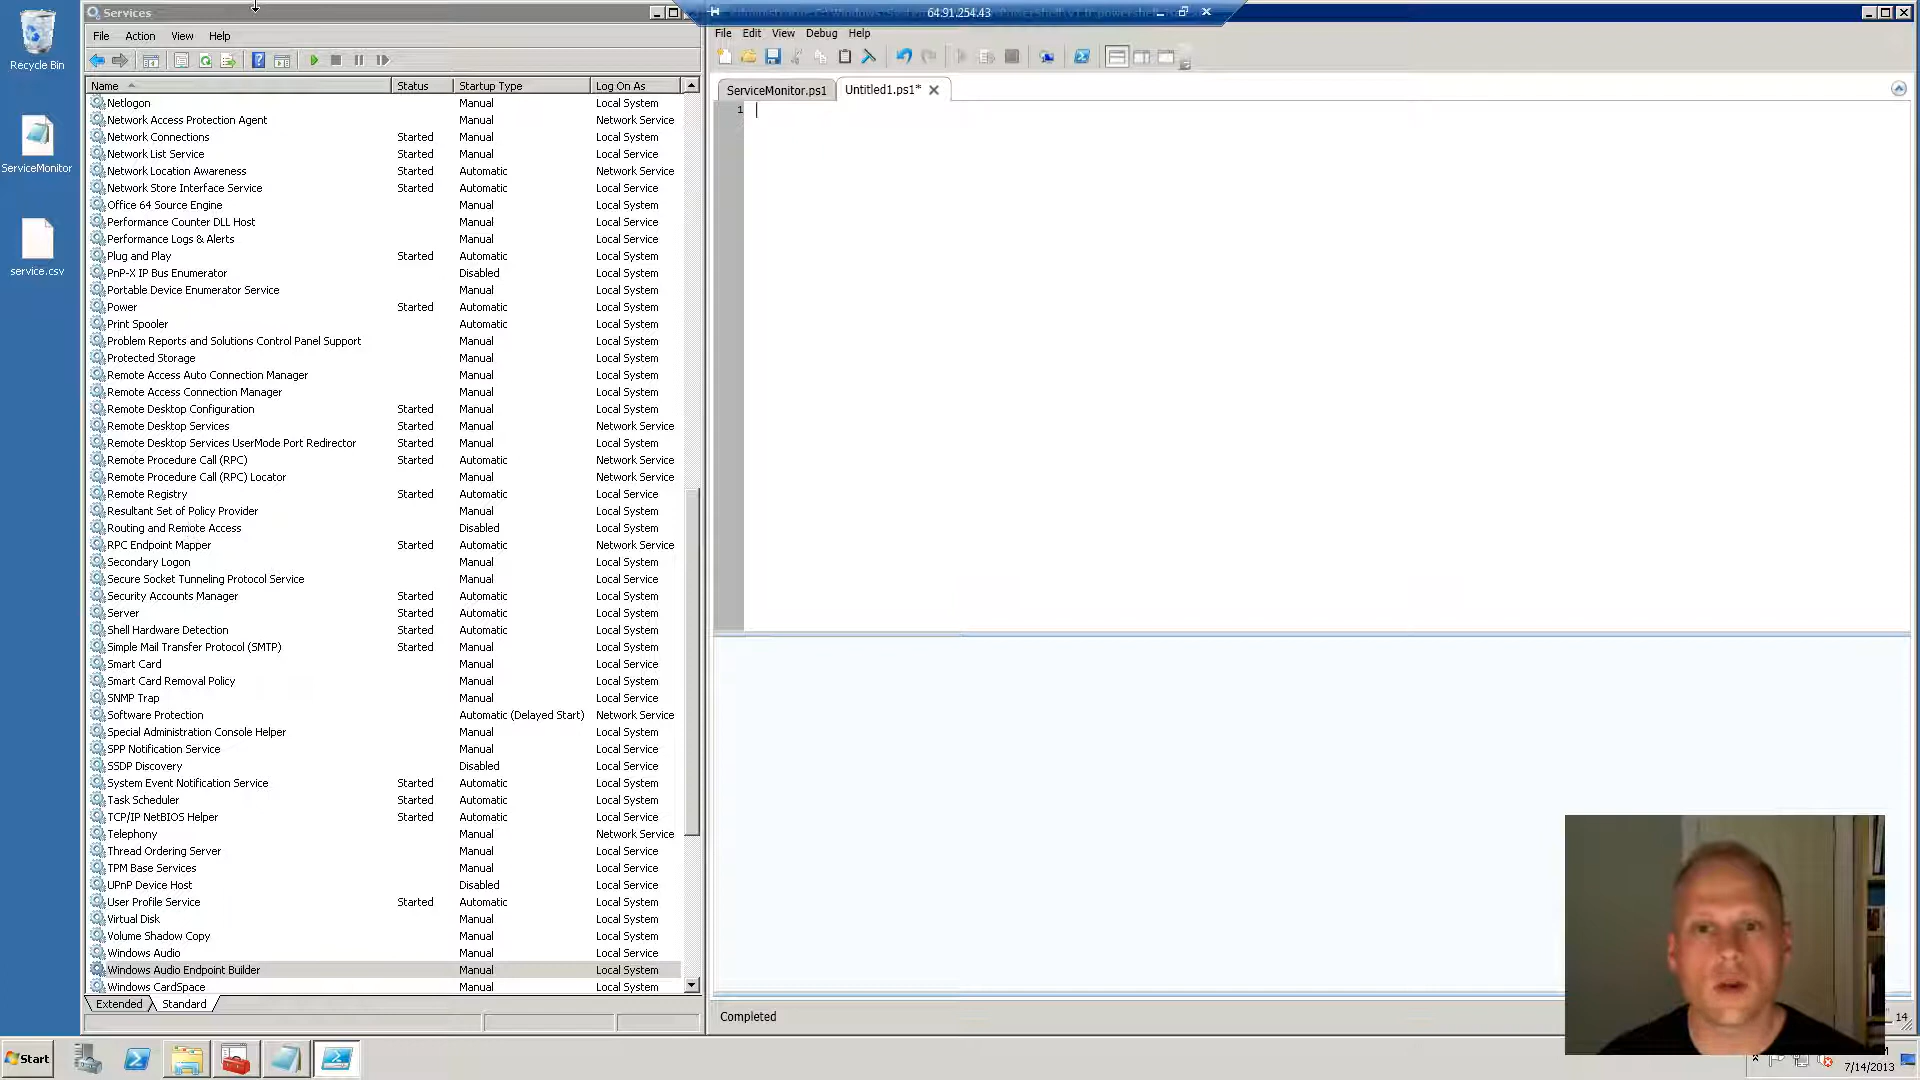 Recycle Bin
ServiceMonitor
service.csv
Services
File Action View Help
Name Status Startup Type Log On As
Netlogon Manual Local System
Network Access Protection Agent Manual Network Service
Network Connections Started Manual Local System
Network List Service Started Manual Local Service
Network Location Awareness Started Automatic Network Service
Network Store Interface Service Started Automatic Local Service
Office 64 Source Engine Manual Local System
Performance Counter DLL Host Manual Local Service
Performance Logs & Alerts Manual Local Service
Plug and Play Started Automatic Local System
PnP-X IP Bus Enumerator Disabled Local System
Portable Device Enumerator Service Manual Local System
Power Started Automatic Local System
Print Spooler Automatic Local System
Problem Reports and Solutions Control Panel Support Manual Local System
Protected Storage Manual Local System
Remote Access Auto Connection Manager Manual Local System
Remote Access Connection Manager Manual Local System
Remote Desktop Configuration Started Manual Local System
Remote Desktop Services Started Manual Network Service
Remote Desktop Services UserMode Port Redirector Started Manual Local System
Remote Procedure Call (RPC) Started Automatic Network Service
Remote Procedure Call (RPC) Locator Manual Network Service
Remote Registry Started Automatic Local Service
Resultant Set of Policy Provider Manual Local System
Routing and Remote Access Disabled Local System
RPC Endpoint Mapper Started Automatic Network Service
Secondary Logon Manual Local System
Secure Socket Tunneling Protocol Service Manual Local Service
Security Accounts Manager Started Automatic Local System
Server Started Automatic Local System
Shell Hardware Detection Started Automatic Local System
Simple Mail Transfer Protocol (SMTP) Started Manual Local System
Smart Card Manual Local Service
Smart Card Removal Policy Manual Local System
SNMP Trap Manual Local Service
Software Protection Automatic (Delayed Start) Network Service
Special Administration Console Helper Manual Local System
SPP Notification Service Manual Local Service
SSDP Discovery Disabled Local Service
System Event Notification Service Started Automatic Local System
Task Scheduler Started Automatic Local System
TCP/IP NetBIOS Helper Started Automatic Local Service
Telephony Manual Network Service
Thread Ordering Server Manual Local Service
TPM Base Services Manual Local Service
UPnP Device Host Disabled Local Service
User Profile Service Started Automatic Local System
Virtual Disk Manual Local System
Volume Shadow Copy Manual Local System
Windows Audio Manual Local Service
Windows Audio Endpoint Builder Manual Local System
Windows CardSpace Manual Local System
Extended Standard
64.91.254.43
File Edit View Debug Help
ServiceMonitor.ps1 Untitled1.ps1*
1
Completed
14
Start
7/14/2013